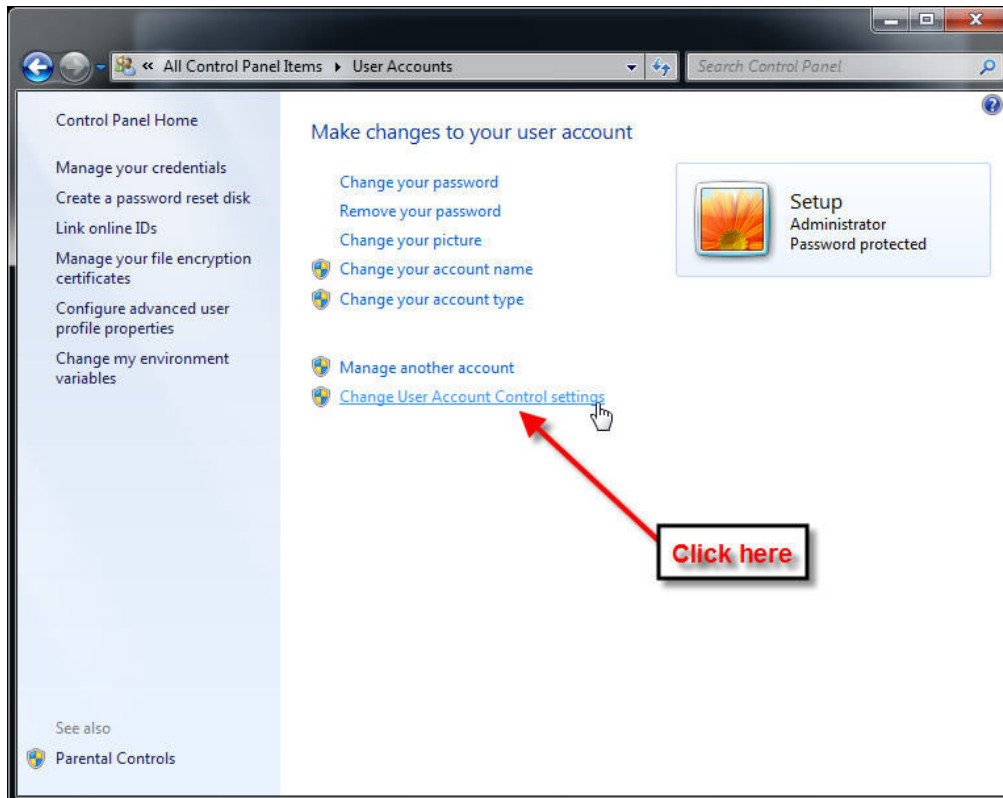 « All Control Panel Items ▸ User Accounts
Search Control Panel
Control Panel Home
Manage your credentials
Create a password reset disk
Link online IDs
Manage your file encryption
certificates
Configure advanced user
profile properties
Change my environment
variables
See also
Parental Controls
Make changes to your user account
Change your password
Remove your password
Change your picture
Change your account name
Change your account type
Manage another account
Change User Account Control settings
Setup
Administrator
Password protected
Click here